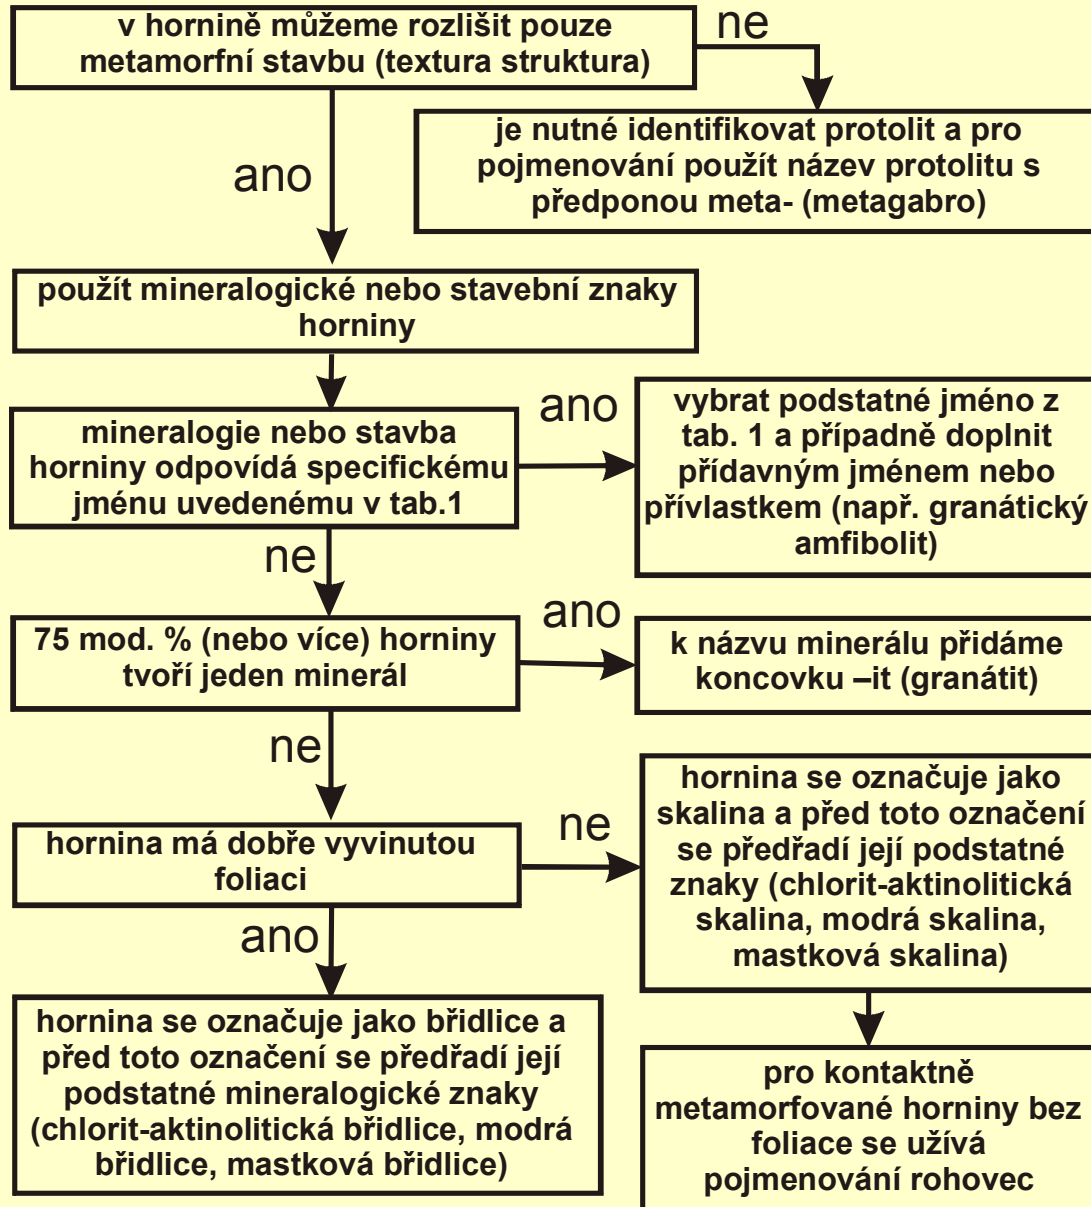 v hornině můžeme rozlišit pouze
metamorfní stavbu (textura struktura)
ne
je nutné identifikovat protolit a pro
pojmenování použít název protolitu s
předponou meta- (metagabro)
ano
použít mineralogické nebo stavební znaky
horniny
mineralogie nebo stavba
horniny odpovídá specifickému
jménu uvedenému v tab.1
ano
vybrat podstatné jméno z
tab. 1 a případně doplnit
přídavným jménem nebo
přívlastkem (např. granátický
amfibolit)
ne
75 mod. % (nebo více) horniny
tvoří jeden minerál
ano
k názvu minerálu přidáme
koncovku –it (granátit)
ne
hornina má dobře vyvinutou
foliaci
ne
hornina se označuje jako
skalina a před toto označení
se předřadí její podstatné
znaky (chlorit-aktinolitická
skalina, modrá skalina,
mastková skalina)
ano
hornina se označuje jako břidlice a
před toto označení se předřadí její
podstatné mineralogické znaky
(chlorit-aktinolitická břidlice, modrá
břidlice, mastková břidlice)
pro kontaktně
metamorfované horniny bez
foliace se užívá
pojmenování rohovec